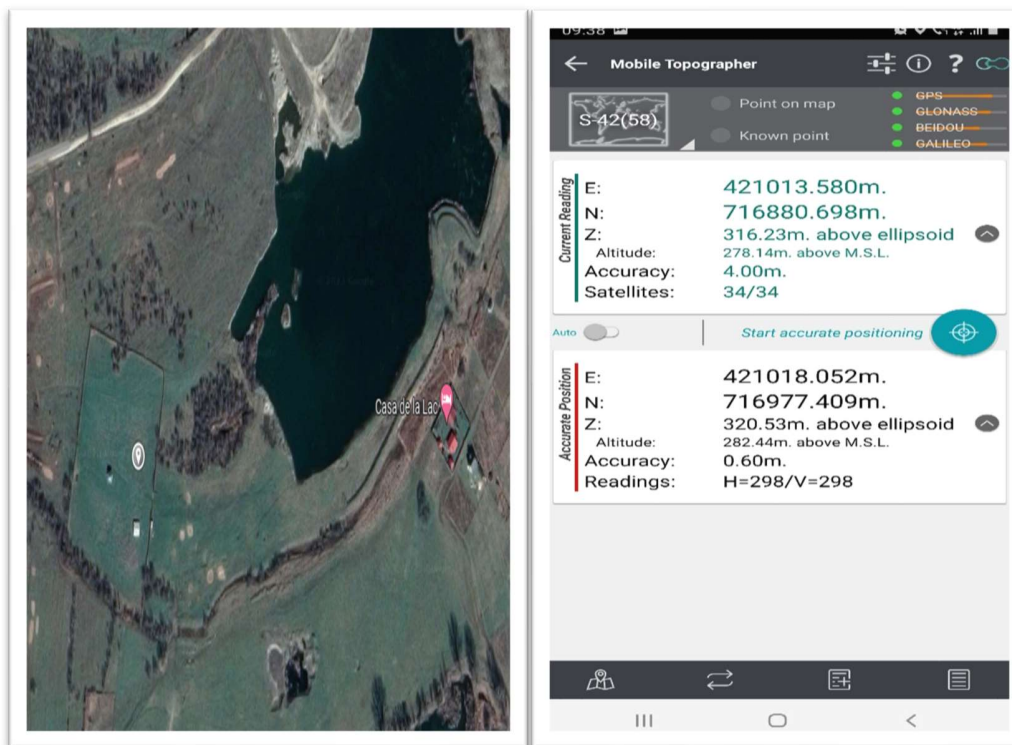 Casa de la Lac
09:38
Mobile Topographer
?
S-42(58)
Point on map
Known point
GPS
GLONASS
BEIDOU
GALILEO
Current Reading
E: 421013.580m.
N: 716880.698m.
Z: 316.23m. above ellipsoid
Altitude: 278.14m. above M.S.L.
Accuracy: 4.00m.
Satellites: 34/34
Auto
Start accurate positioning
Accurate Position
E: 421018.052m.
N: 716977.409m.
Z: 320.53m. above ellipsoid
Altitude: 282.44m. above M.S.L.
Accuracy: 0.60m.
Readings: H=298/V=298